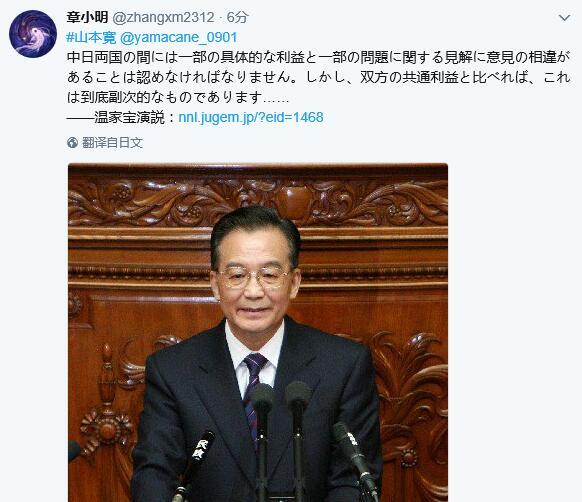 章小明 @zhangxm2312 · 6分
#山本寛 @yamacane_0901
中日両国の間には一部の具体的な利益と一部の問題に関する見解に意見の相違が
あることは認めなければなりません。しかし、双方の共通利益と比べれば、これ
は到底副次的なものであります……
——温家宝演説：nnl.jugem.jp/?eid=1468
翻译自日文